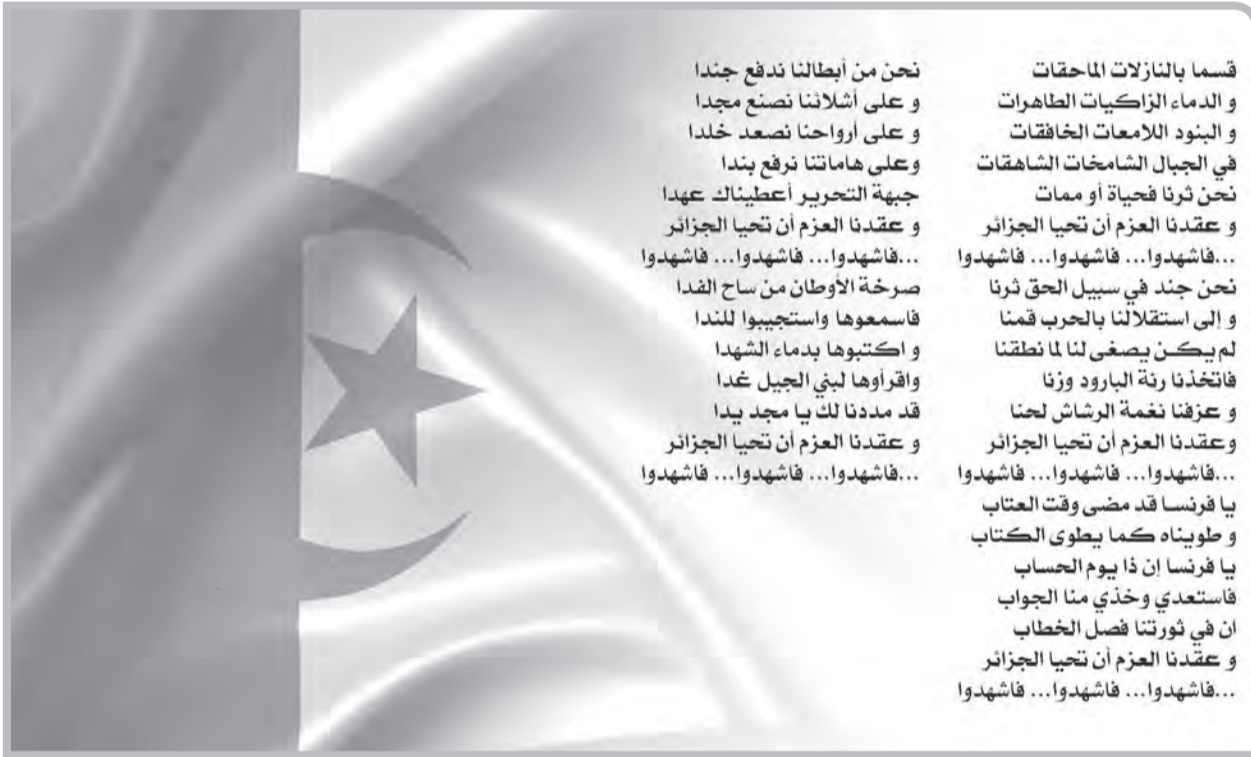 قسما بالنازلات الماحقات
و الدماء الزاكيات الطاهرات
و البنود اللامعات الخافقات
في الجبال الشامخات الشاهقات
نحن ثرنا فحياة أو ممات
و عقدنا العزم أن تحيا الجزائر
فاشهدوا... فاشهدوا... فاشهدوا...
نحن جند في سبيل الحق ثرنا
و إلى استقلالنا بالحرب قمنا
لم يكـن يصغى لنا لما نطقنا
فاتخذنا رنة البارود وزنا
و عزفنا نغمة الرشاش لحنا
وعقدنا العزم أن تحيا الجزائر
فاشهدوا... فاشهدوا... فاشهدوا...
يا فرنسا قد مضى وقت العتاب
و طويناه كما يطوى الكتاب
يا فرنسا إن ذا يوم الحساب
فاستعدي وخذي منا الجواب
ان في ثورتنا فصل الخطاب
و عقدنا العزم أن تحيا الجزائر
فاشهدوا... فاشهدوا... فاشهدوا...
نحن من أبطالنا ندفع جندا
و على أشلائنا نصنع مجدا
و على أرواحنا نصعد خلدا
وعلى هاماتنا نرفع بندا
جبهة التحرير أعطيناك عهدا
و عقدنا العزم أن تحيا الجزائر
فاشهدوا... فاشهدوا... فاشهدوا...
صرخة الأوطان من ساح الفدا
فاسمعوها واستجيبوا للندا
و اكتبوها بدماء الشهدا
واقرأوها لبني الجيل غدا
قد مددنا لك يا مجد يدا
و عقدنا العزم أن تحيا الجزائر
فاشهدوا... فاشهدوا... فاشهدوا...